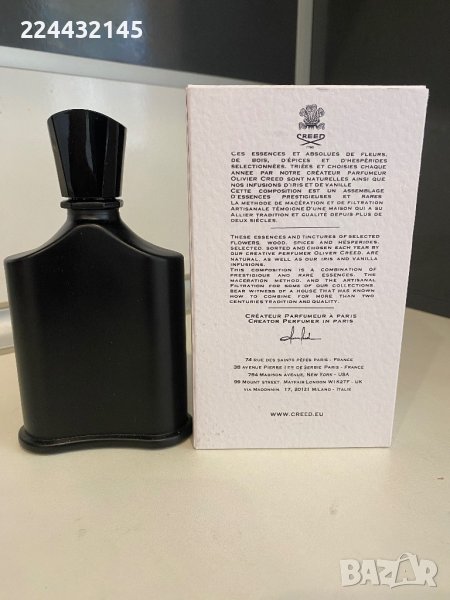 224432145
CREED
1760
CES ESSENCES ET ABSOLUES DE FLEURS,
DE BOIS, D'ÉPICES ET D'HESPÉRIDES
SÉLECTIONNÉES, TRIÉES ET CHOISIES CHAQUE
ANNÉE PAR NOTRE CRÉATEUR PARFUMEUR
OLIVIER CREED SONT NATURELLES AINSI QUE
NOS INFUSIONS D'IRIS ET DE VANILLE
CETTE COMPOSITION EST UN ASSEMBLAGE
D'ESSENCES PRESTIGIEUSES ET RARES
LA METHODE DE MACÉRATION ET DE FILTRATION
ARTISANALE TÉMOIGNE D'UNE MAISON QUI A SU
ALLIER TRADITION ET QUALITÉ DEPUIS PLUS DE
DEUX SIÈCLES.
THESE ESSENCES AND TINCTURES OF SELECTED
FLOWERS, WOOD, SPICES AND HESPERIDES,
SELECTED, SORTED AND CHOSEN EACH YEAR BY
OUR CREATIVE PERFUMER OLIVER CREED, ARE
NATURAL, AS WELL AS OUR IRIS AND VANILLA
INFUSIONS.
THIS COMPOSITION IS A COMBINATION OF
PRESTIGIOUS AND RARE ESSENCES. THE
MACERATION METHOD, AND THE ARTISANAL
FILTRATION FOR SOME OF OUR COLLECTIONS,
BEAR WITNESS OF A HOUSE THAT HAS KNOWN
HOW TO COMBINE FOR MORE THAN TWO
CENTURIES TRADITION AND QUALITY.
CRÉATEUR PARFUMEUR À PARIS
CREATOR PERFUMER IN PARIS
74 RUE DES SAINTS PÈPES PARIS - FRANCE
38 AVENUE PIERRE 1ER DE SERBIE PARIS - FRANCE
794 MADISON AVENUE, NEW YORK - USA
99 MOUNT STREET. MAYFAIR LONDON W1R2TF - UK
VIA MADONNIN, 17, 20121 MILANO - ITALIE
WWW.CREED.EU
BAZAR